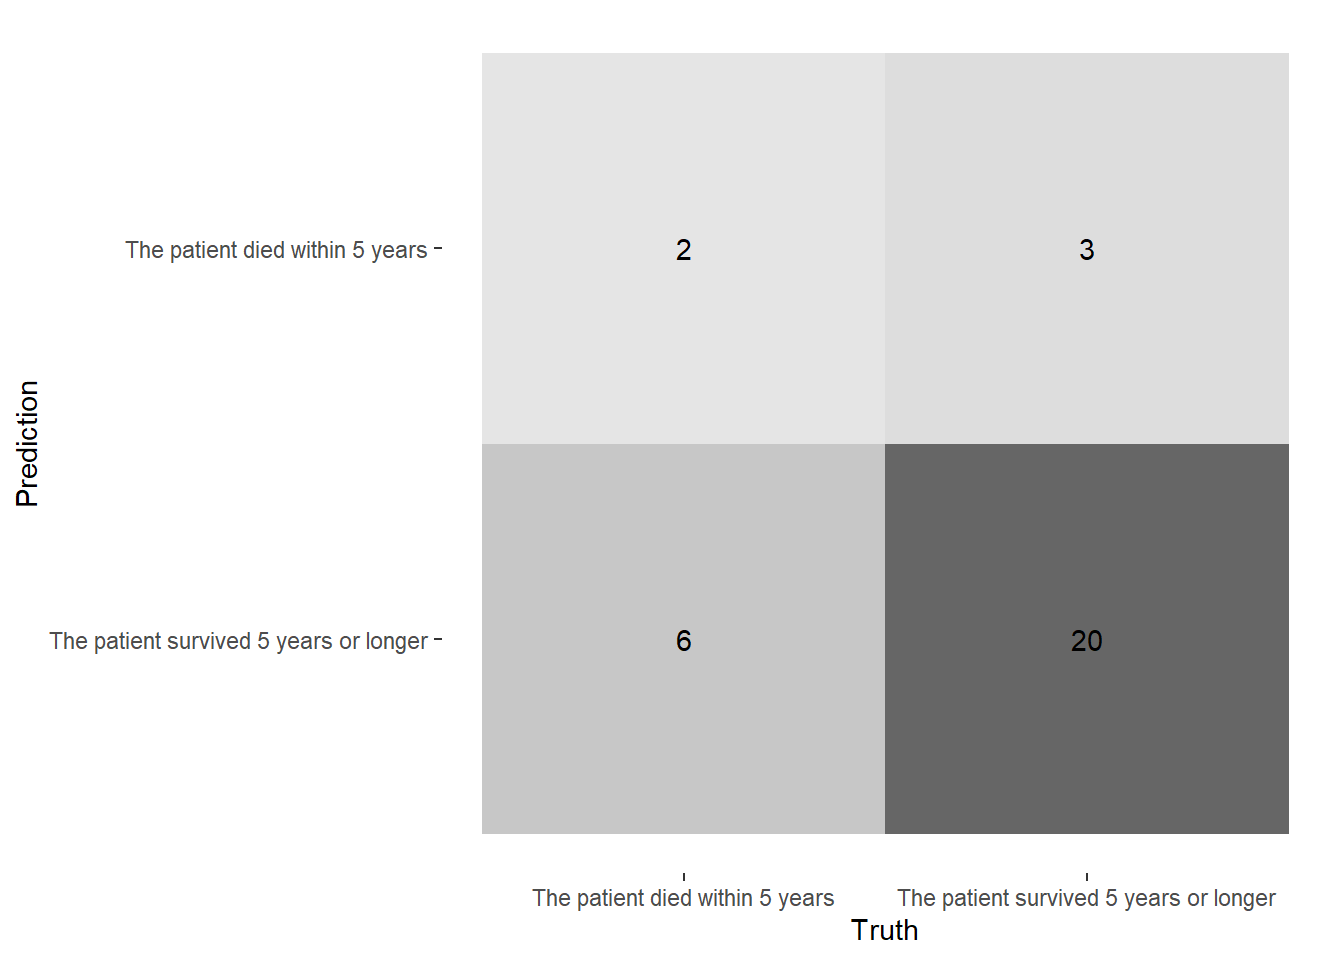 The patient died within 5 years
2
3
Prediction
The patient survived 5 years or longer
6
20
The patient died within 5 years
The patient survived 5 years or longer
Truth